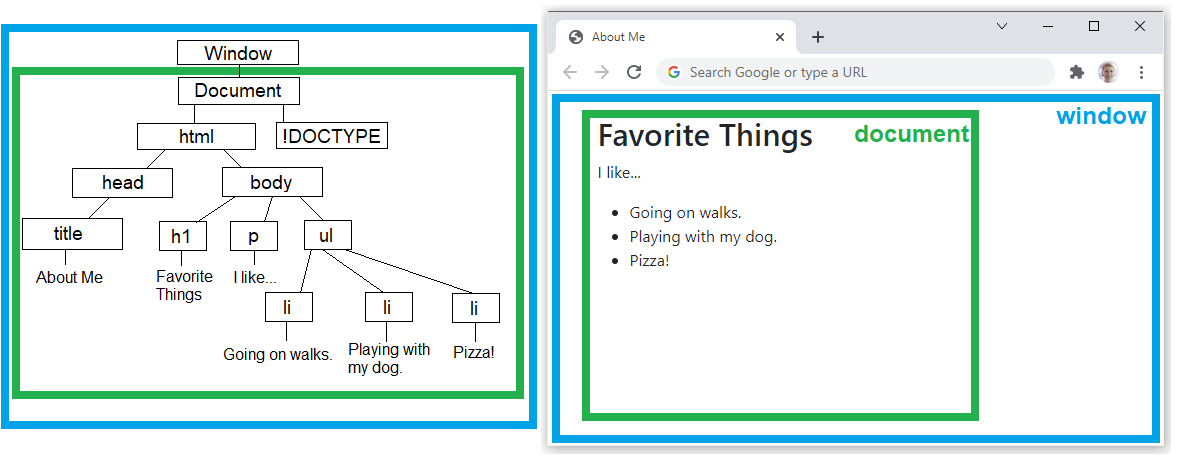 Window
Document
html
!DOCTYPE
head
body
title
h1
p
ul
About Me
Favorite
Things
I like...
li
li
li
Going on walks.
Playing with
my dog.
Pizza!
About Me
Search Google or type a URL
window
document
Favorite Things
I like...
• Going on walks.
• Playing with my dog.
• Pizza!